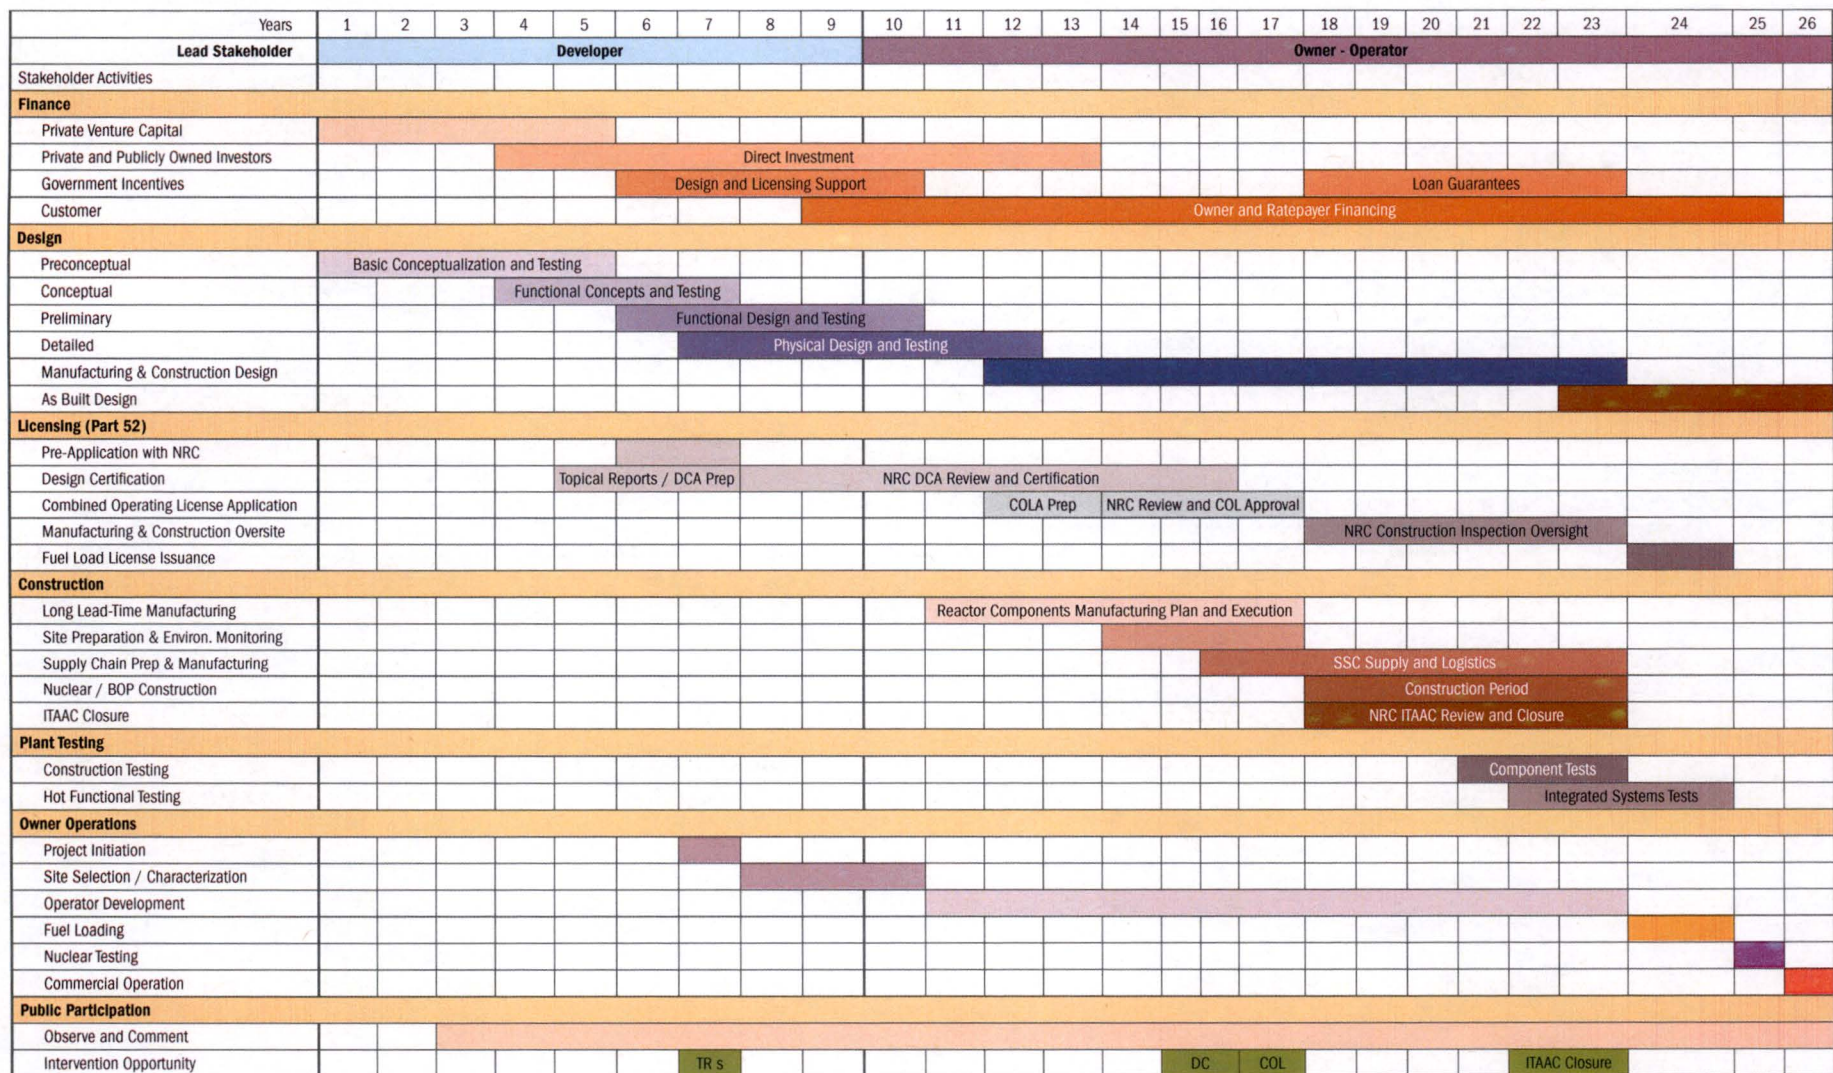 Years 1 2 3 4 5 6 7 8 9 10 11 12 13 14 15 16 17 18 19 20 21 22 23 24 25 26
Lead Stakeholder Developer Owner - Operator
Stakeholder Activities
Finance
Private Venture Capital
Private and Publicly Owned Investors Direct Investment
Government Incentives Design and Licensing Support Loan Guarantees
Customer Owner and Ratepayer Financing
Design
Preconceptual Basic Conceptualization and Testing
Conceptual Functional Concepts and Testing
Preliminary Functional Design and Testing
Detailed Physical Design and Testing
Manufacturing & Construction Design
As Built Design
Licensing (Part 52)
Pre-Application with NRC
Design Certification Topical Reports / DCA Prep NRC DCA Review and Certification
Combined Operating License Application COLA Prep NRC Review and COL Approval
Manufacturing & Construction Oversite NRC Construction Inspection Oversight
Fuel Load License Issuance
Construction
Long Lead-Time Manufacturing Reactor Components Manufacturing Plan and Execution
Site Preparation & Environ. Monitoring
Supply Chain Prep & Manufacturing SSC Supply and Logistics
Nuclear / BOP Construction Construction Period
ITAAC Closure NRC ITAAC Review and Closure
Plant Testing
Construction Testing Component Tests
Hot Functional Testing Integrated Systems Tests
Owner Operations
Project Initiation
Site Selection / Characterization
Operator Development
Fuel Loading
Nuclear Testing
Commercial Operation
Public Participation
Observe and Comment
Intervention Opportunity TR s DC COL ITAAC Closure